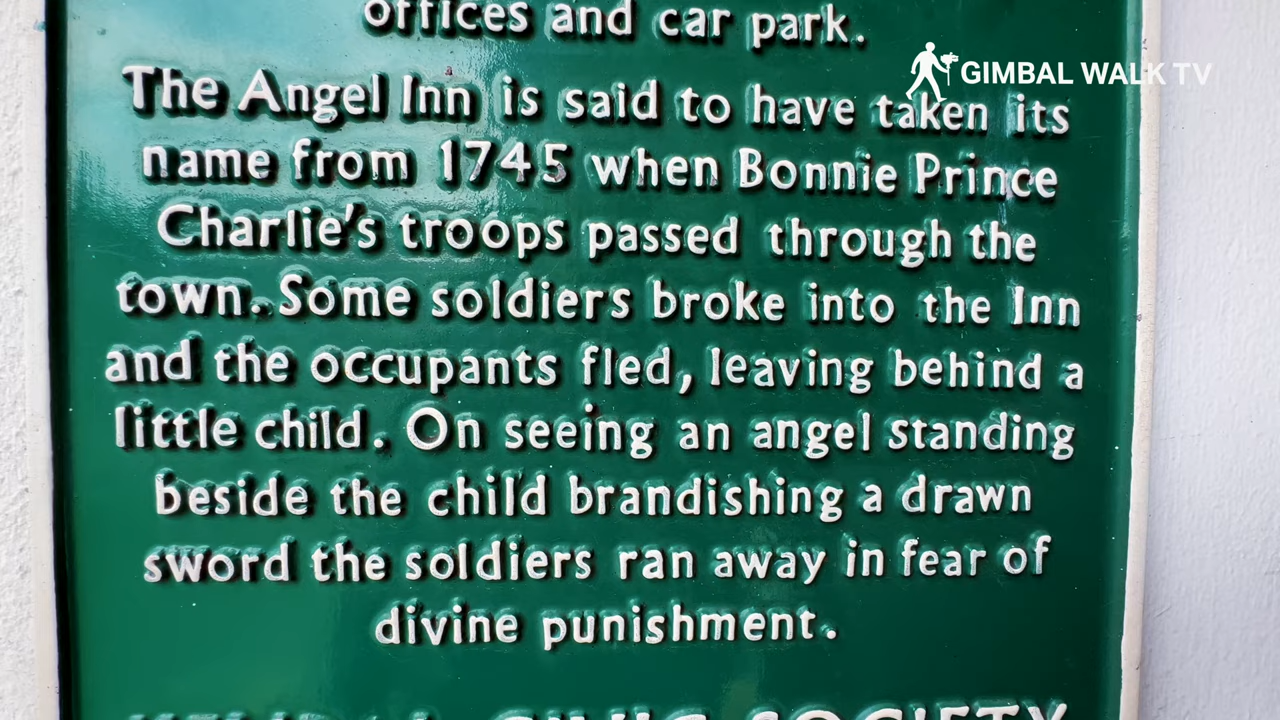 offices and car park.
GIMBAL WALK TV
The Angel Inn is said to have taken its
name from 1745 when Bonnie Prince
Charlie's troops passed through the
town. Some soldiers broke into the Inn
and the occupants fled, leaving behind a
little child. On seeing an angel standing
beside the child brandishing a drawn
sword the soldiers ran away in fear of
divine punishment.
CIVIC SOCIETY